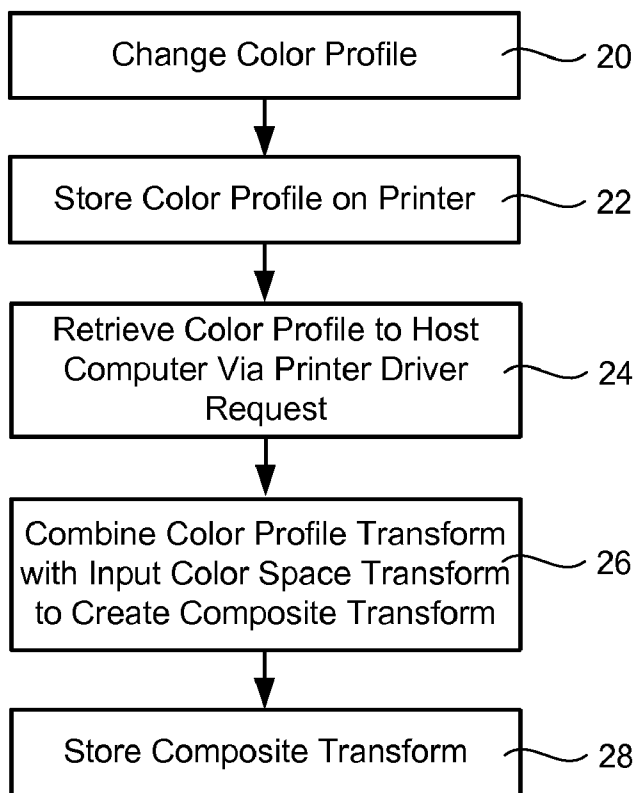 Change Color Profile
20
Store Color Profile on Printer
22
Retrieve Color Profile to Host
Computer Via Printer Driver
Request
24
Combine Color Profile Transform
with Input Color Space Transform
to Create Composite Transform
26
Store Composite Transform
28